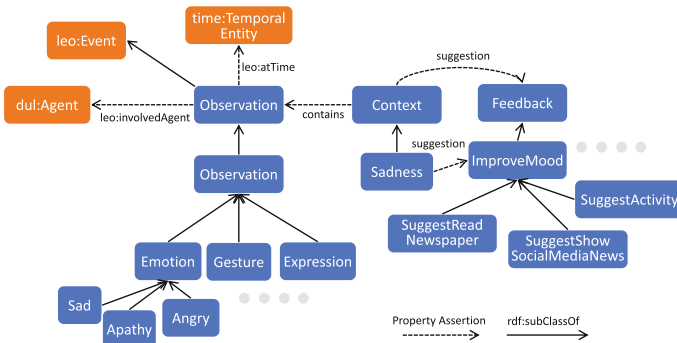 time:Temporal
Entity
leo:Event
suggestion
leo:atTime
dul:Agent
Observation
Context
Feedback
leo:involvedAgent
contains
suggestion
Observation
Sadness
ImproveMood
SuggestActivity
SuggestRead
Newspaper
SuggestShow
SocialMediaNews
Emotion
Gesture
Expression
Sad
Apathy
Angry
Property Assertion
rdf:subClassOf